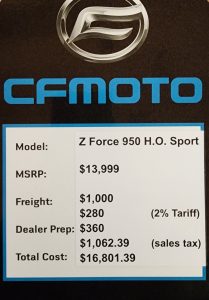 CFMOTO
Model: Z Force 950 H.O. Sport
MSRP: $13,999
Freight: $1,000
$280 (2% Tariff)
Dealer Prep: $360
$1,062.39 (sales tax)
Total Cost: $16,801.39